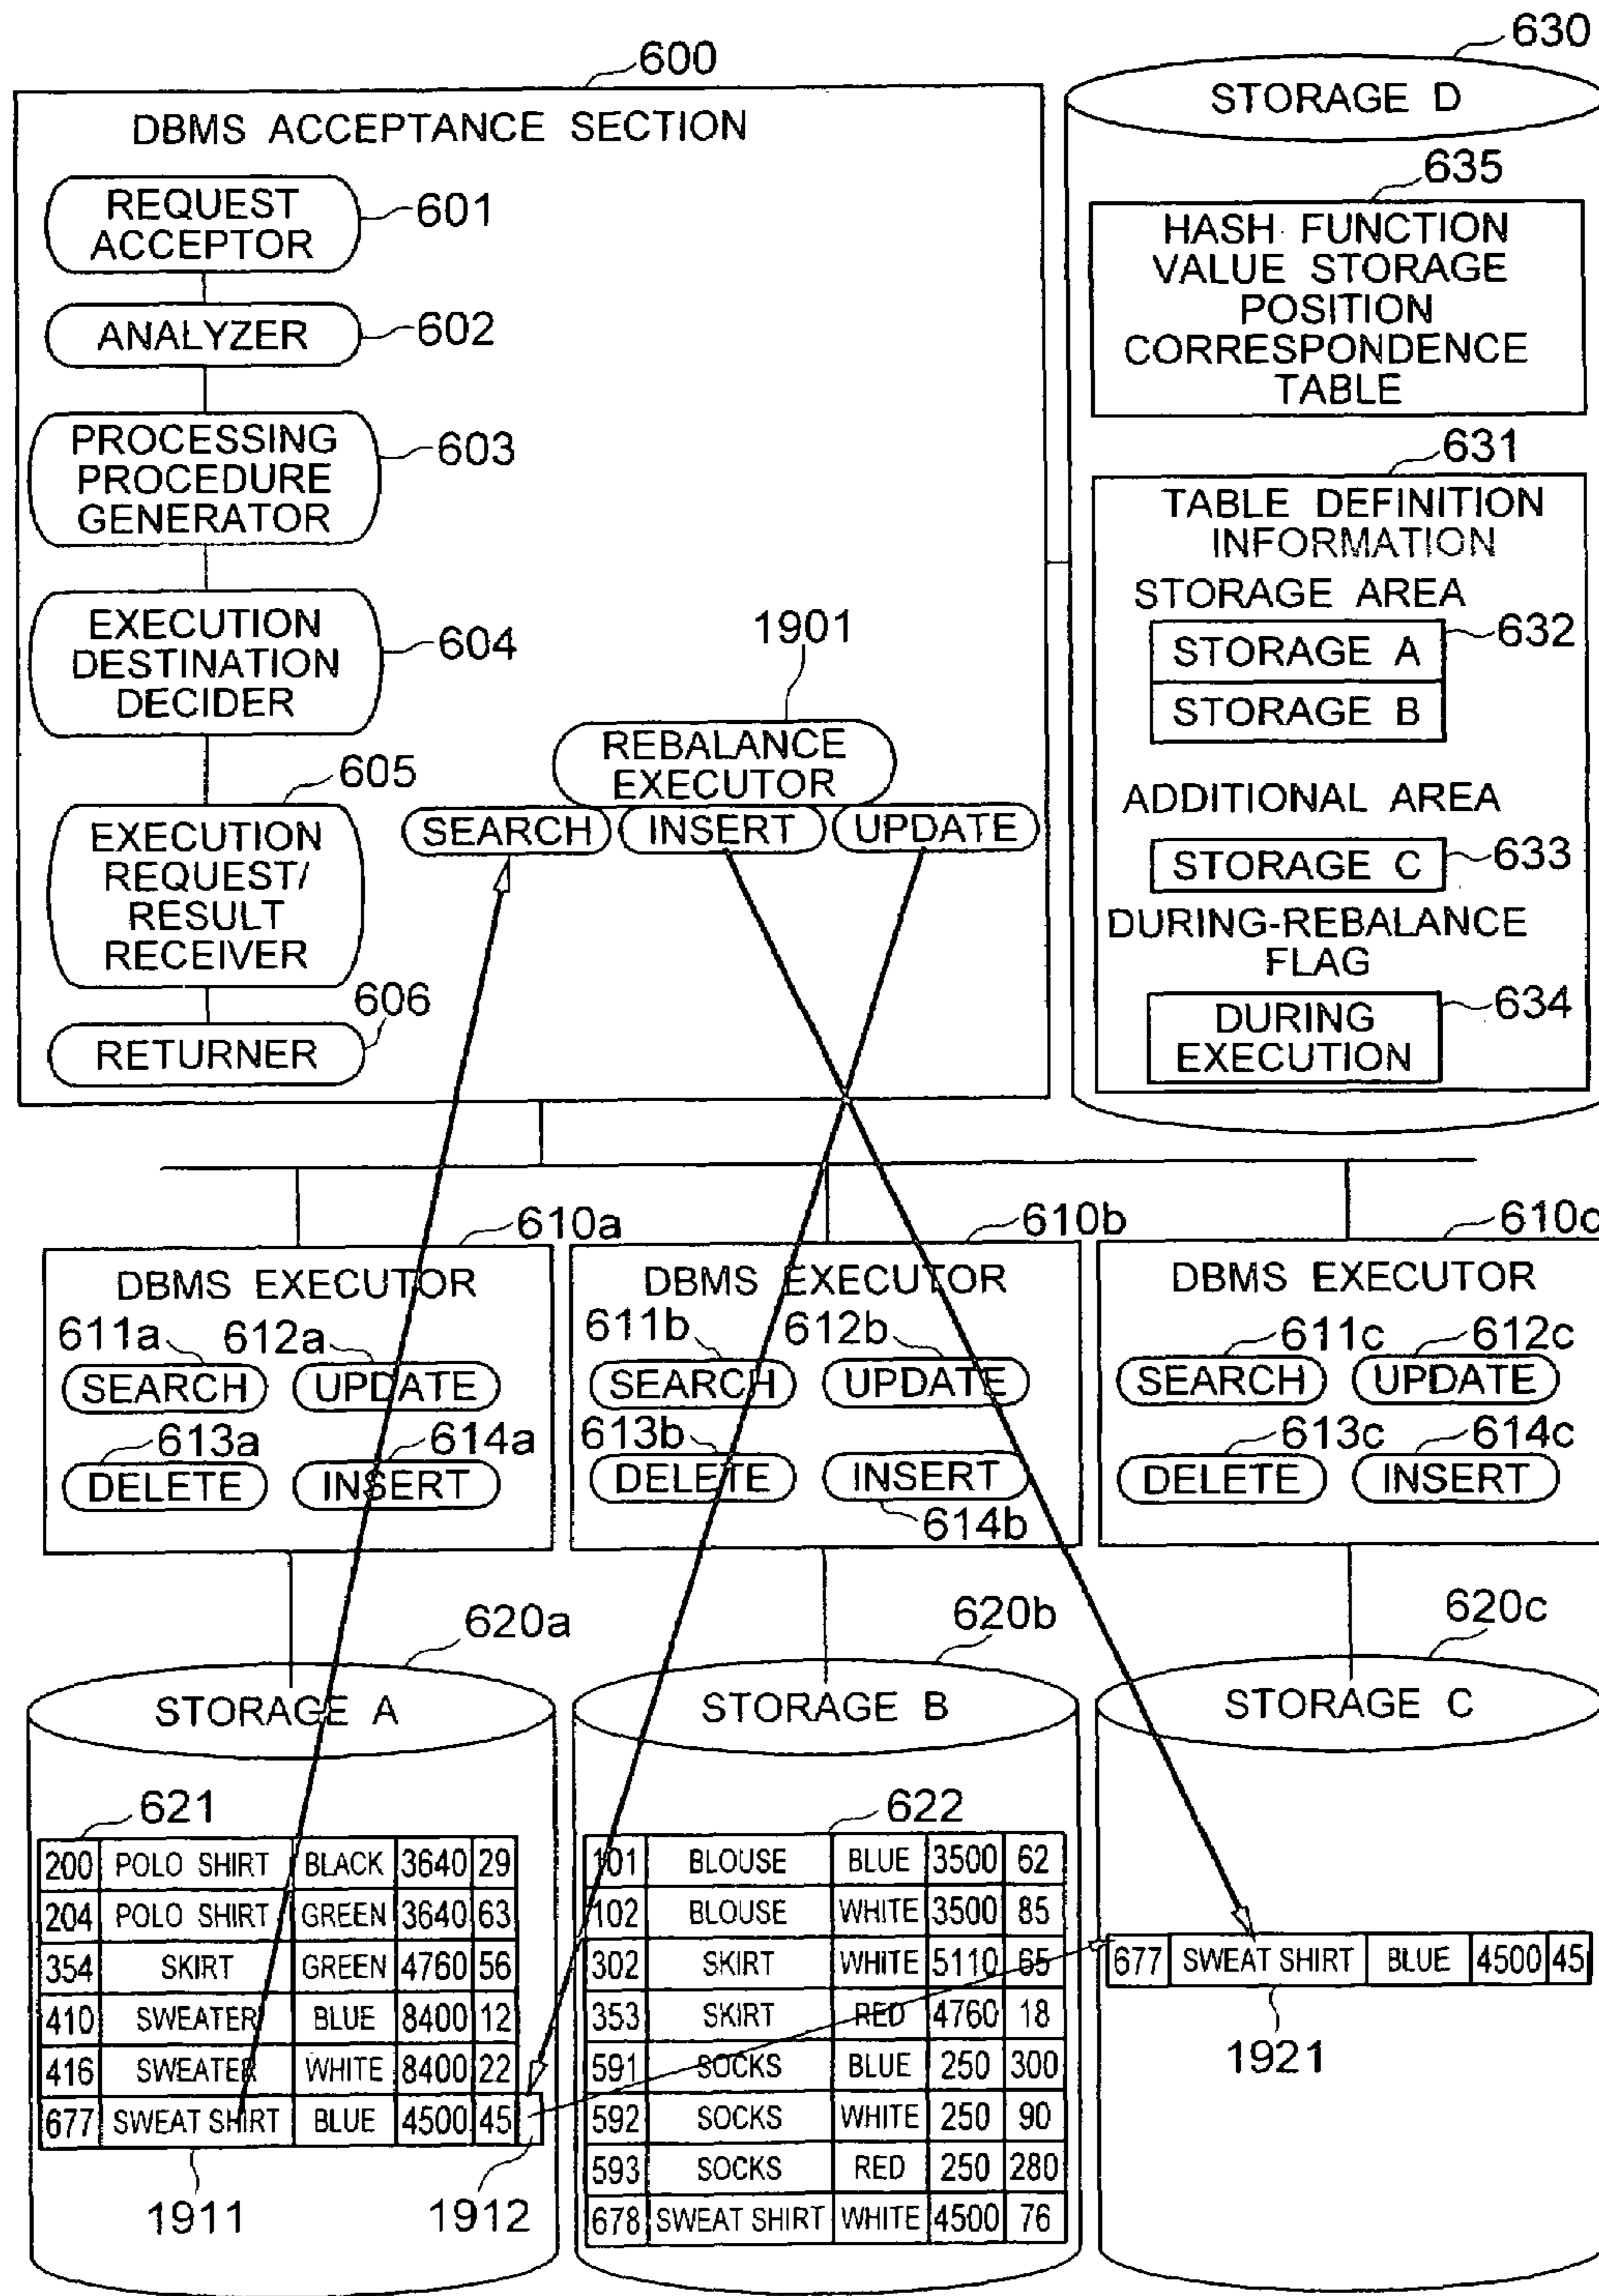 600
DBMS ACCEPTANCE SECTION
REQUEST
ACCEPTOR
601
ANALYZER
602
PROCESSING
PROCEDURE
GENERATOR
603
EXECUTION
DESTINATION
DECIDER
604
605
EXECUTION
REQUEST/
RESULT
RECEIVER
606
RETURNER
1901
REBALANCE
EXECUTOR
SEARCH INSERT UPDATE
630
STORAGE D
635
HASH FUNCTION
VALUE STORAGE
POSITION
CORRESPONDENCE
TABLE
631
TABLE DEFINITION
INFORMATION
STORAGE AREA
632
STORAGE A
STORAGE B
ADDITIONAL AREA
STORAGE C
633
DURING-REBALANCE
FLAG
DURING
EXECUTION
634
610a
DBMS EXECUTOR
611a 612a
SEARCH UPDATE
613a 614a
DELETE INSERT
610b
DBMS EXECUTOR
611b 612b
SEARCH UPDATE
613b
DELETE INSERT
614b
610c
DBMS EXECUTOR
611c 612c
SEARCH UPDATE
613c 614c
DELETE INSERT
620a
STORAGE A
621
200 POLO SHIRT BLACK 3640 29
204 POLO SHIRT GREEN 3640 63
354 SKIRT GREEN 4760 56
410 SWEATER BLUE 8400 12
416 SWEATER WHITE 8400 22
677 SWEAT SHIRT BLUE 4500 45
1911 1912
620b
STORAGE B
622
101 BLOUSE BLUE 3500 62
102 BLOUSE WHITE 3500 85
302 SKIRT WHITE 5110 65
353 SKIRT RED 4760 18
591 SOCKS BLUE 250 300
592 SOCKS WHITE 250 90
593 SOCKS RED 250 280
678 SWEAT SHIRT WHITE 4500 76
620c
STORAGE C
677 SWEAT SHIRT BLUE 4500 45
1921